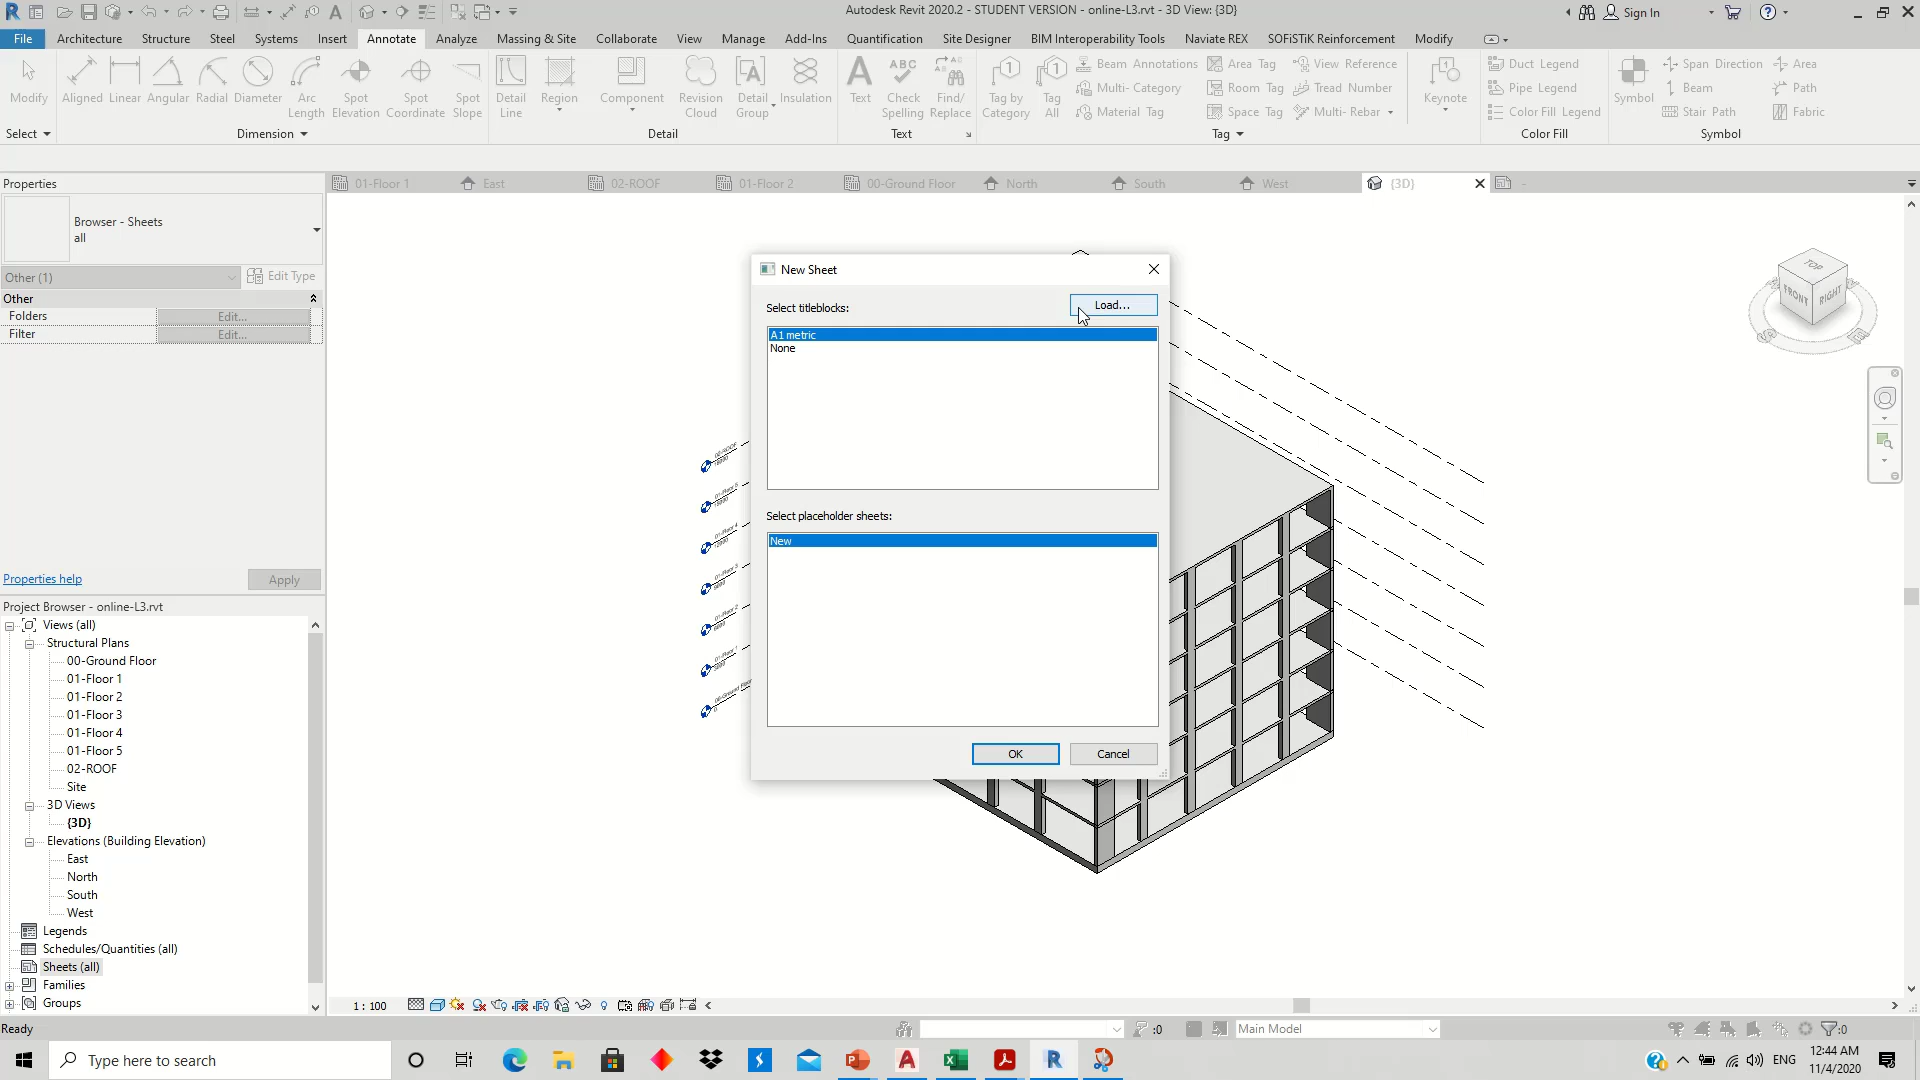 Autodesk Revit 2020.2 - STUDENT VERSION - online-L3.rvt - 3D View: {3D}
Sign In
File Architecture Structure Steel Systems Insert Annotate Analyze Massing & Site Collaborate View Manage Add-Ins Quantification Site Designer BIM Interoperability Tools Naviate REX SOFiSTiK Reinforcement Modify
Modify
Aligned Linear Angular Radial Diameter Arc Length Spot Elevation Spot Coordinate Spot Slope
Detail Line Region Component Revision Cloud Detail Group Insulation
Text Check Spelling Find/ Replace
Tag by Category Tag All
Beam Annotations Area Tag View Reference
Multi- Category Room Tag Tread Number
Material Tag Space Tag Multi- Rebar
Keynote
Duct Legend
Pipe Legend
Color Fill Legend
Symbol
Span Direction Area
Beam Path
Stair Path Fabric
Select Dimension Detail Text Tag Color Fill Symbol
Properties
01-Floor 1 East 02-ROOF 01-Floor 2 00-Ground Floor North South West {3D} -
Browser - Sheets
all
Other (1) Edit Type
Other
Folders Edit...
Filter Edit...
Properties help Apply
Project Browser - online-L3.rvt
Views (all)
Structural Plans
00-Ground Floor
01-Floor 1
01-Floor 2
01-Floor 3
01-Floor 4
01-Floor 5
02-ROOF
Site
3D Views
{3D}
Elevations (Building Elevation)
East
North
South
West
Legends
Schedules/Quantities (all)
Sheets (all)
Families
Groups
New Sheet
Select titleblocks: Load...
A1 metric
None
Select placeholder sheets:
New
OK Cancel
TOP
FRONT RIGHT
1 : 100
Ready
:0
Main Model
:0
Type here to search
ENG
12:44 AM
11/4/2020